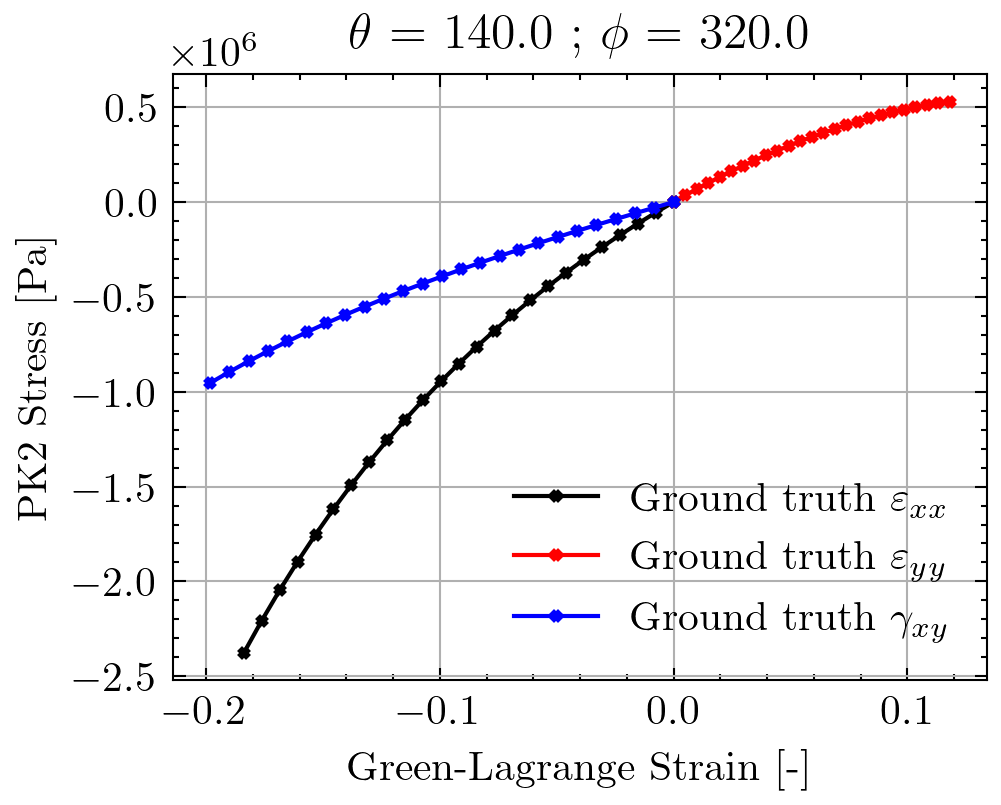 θ = 140.0 ; ϕ = 320.0
×10⁶
0.5
0.0
−0.5
−1.0
−1.5
−2.0
−2.5
PK2 Stress [Pa]
Ground truth εₓₓ
Ground truth ε_yy
Ground truth γ_xy
−0.2 −0.1 0.0 0.1
Green-Lagrange Strain [-]